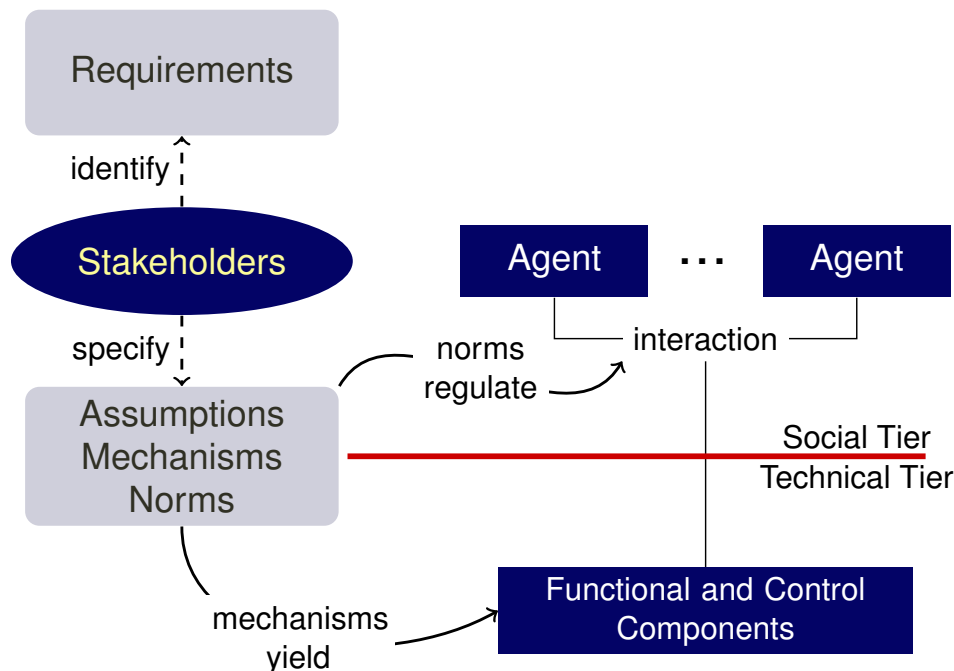 Requirements
identify
Stakeholders
specify
Assumptions
Mechanisms
Norms
norms
regulate
Agent ... Agent
interaction
Social Tier
Technical Tier
mechanisms
yield
Functional and Control
Components